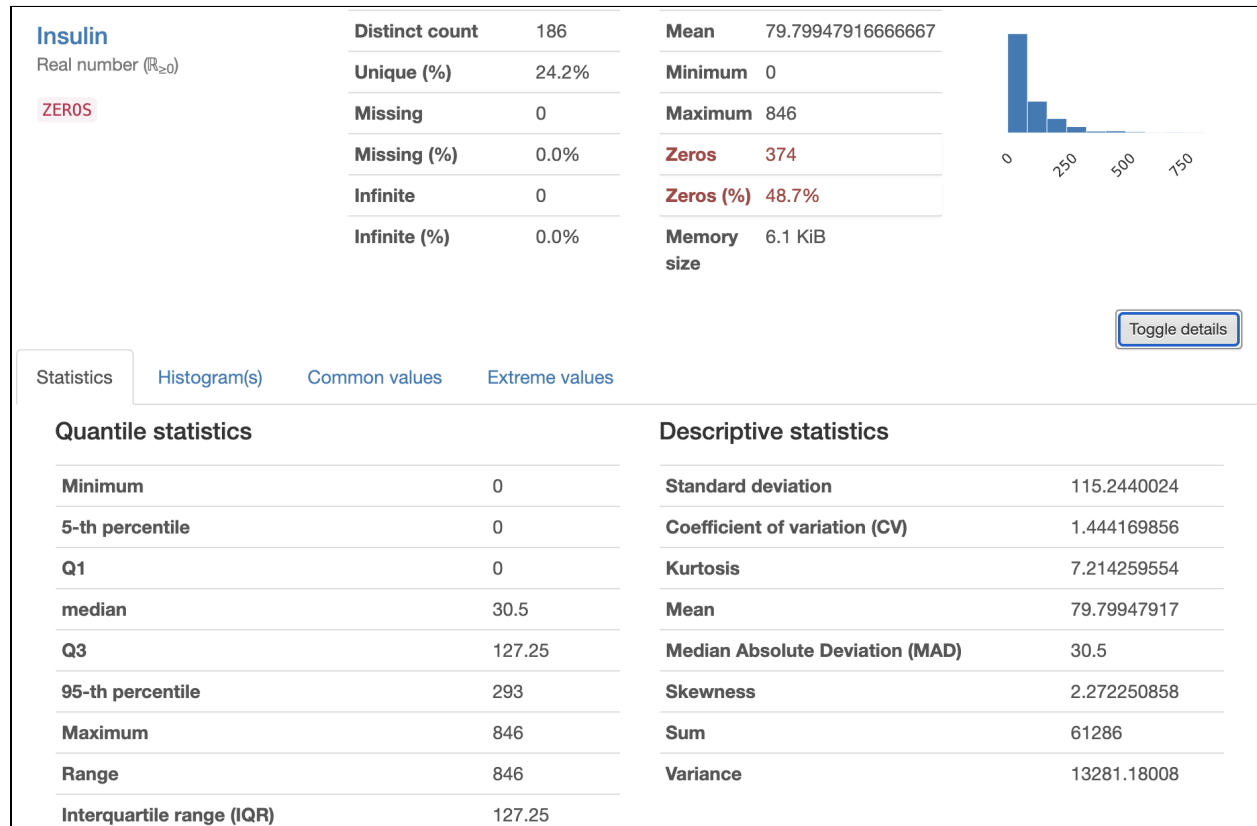 Insulin
Real number (ℝ≥0)
ZEROS
Distinct count 186
Unique (%) 24.2%
Missing 0
Missing (%) 0.0%
Infinite 0
Infinite (%) 0.0%
Mean 79.79947916666667
Minimum 0
Maximum 846
Zeros 374
Zeros (%) 48.7%
Memory 6.1 KiB
size
0 250 500 750
Toggle details
Statistics Histogram(s) Common values Extreme values
Quantile statistics
Minimum 0
5-th percentile 0
Q1 0
median 30.5
Q3 127.25
95-th percentile 293
Maximum 846
Range 846
Interquartile range (IQR) 127.25
Descriptive statistics
Standard deviation 115.2440024
Coefficient of variation (CV) 1.444169856
Kurtosis 7.214259554
Mean 79.79947917
Median Absolute Deviation (MAD) 30.5
Skewness 2.272250858
Sum 61286
Variance 13281.18008